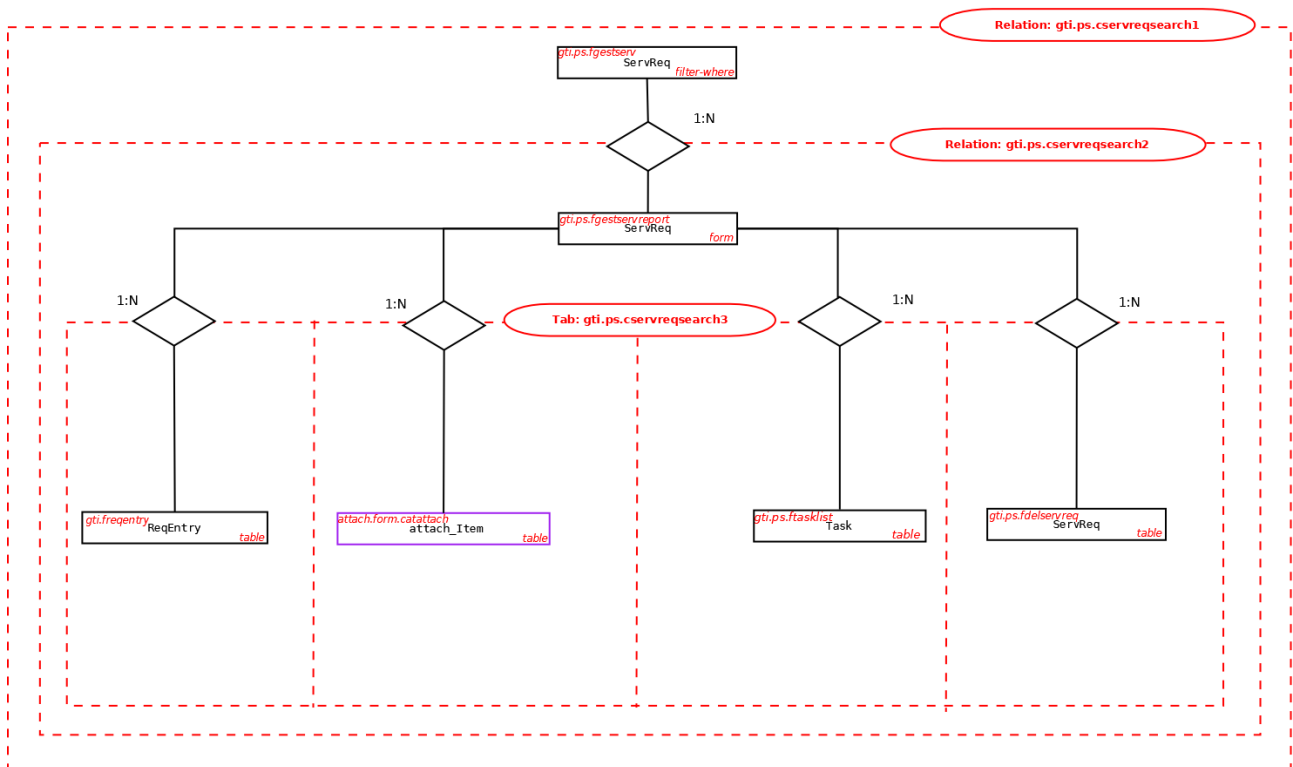 Relation: gti.ps.cservreqsearch1
gti.ps.fgestserv
ServReq
filter-where
1:N
Relation: gti.ps.cservreqsearch2
gti.ps.fgestservreport
ServReq
form
1:N
1:N
Tab: gti.ps.cservreqsearch3
1:N
1:N
gti.freqentry
ReqEntry
table
attach.form.catattach
attach_Item
table
gti.ps.ftasklist
Task
table
gti.ps.fdelservreq
ServReq
table